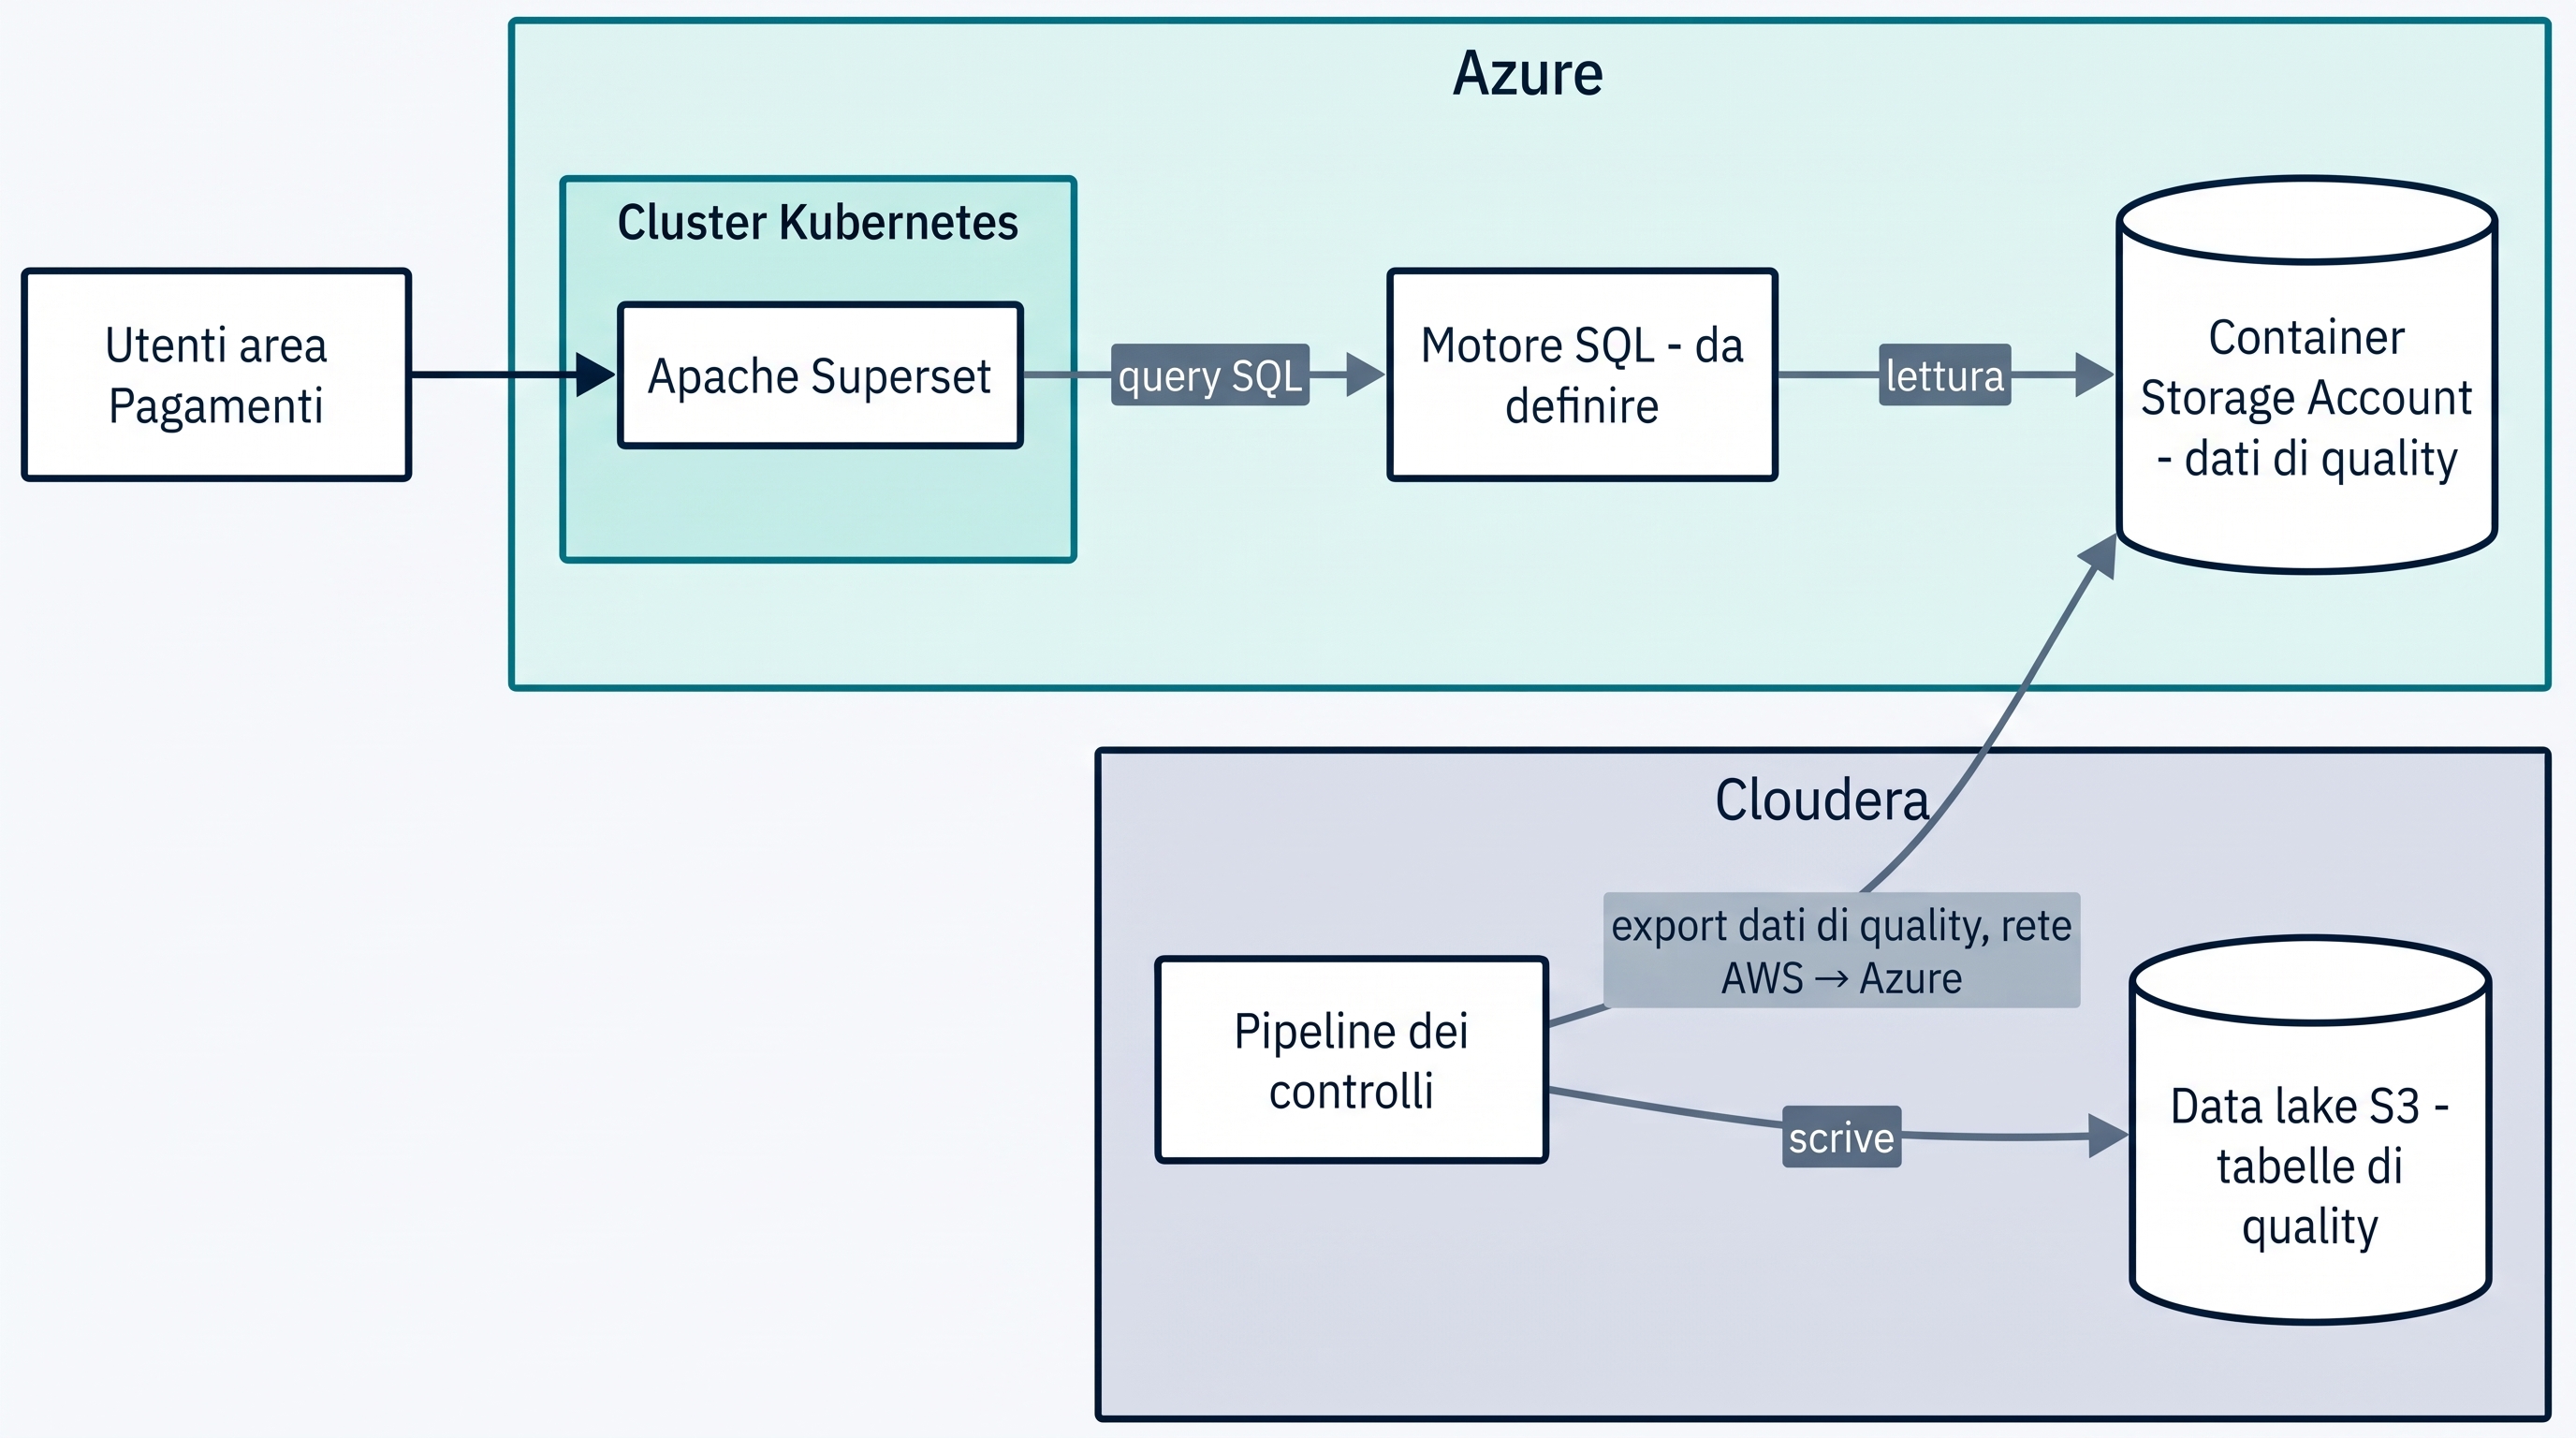 Azure
Cluster Kubernetes
Utenti area
Pagamenti
Apache Superset
query SQL
Motore SQL - da
definire
lettura
Container
Storage Account
- dati di quality
Cloudera
export dati di quality, rete
AWS → Azure
Pipeline dei
controlli
scrive
Data lake S3 -
tabelle di
quality